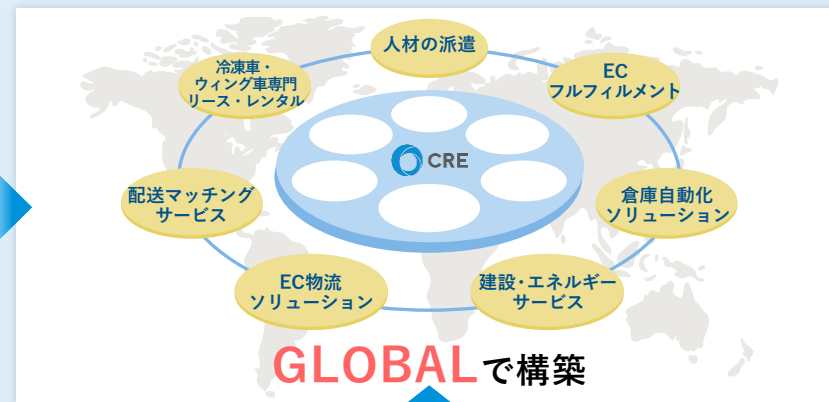 人材の派遣
冷凍車・
ウィング車専門
リース・レンタル
EC
フルフィルメント
CRE
配送マッチング
サービス
倉庫自動化
ソリューション
EC物流
ソリューション
建設・エネルギー
サービス
GLOBALで構築